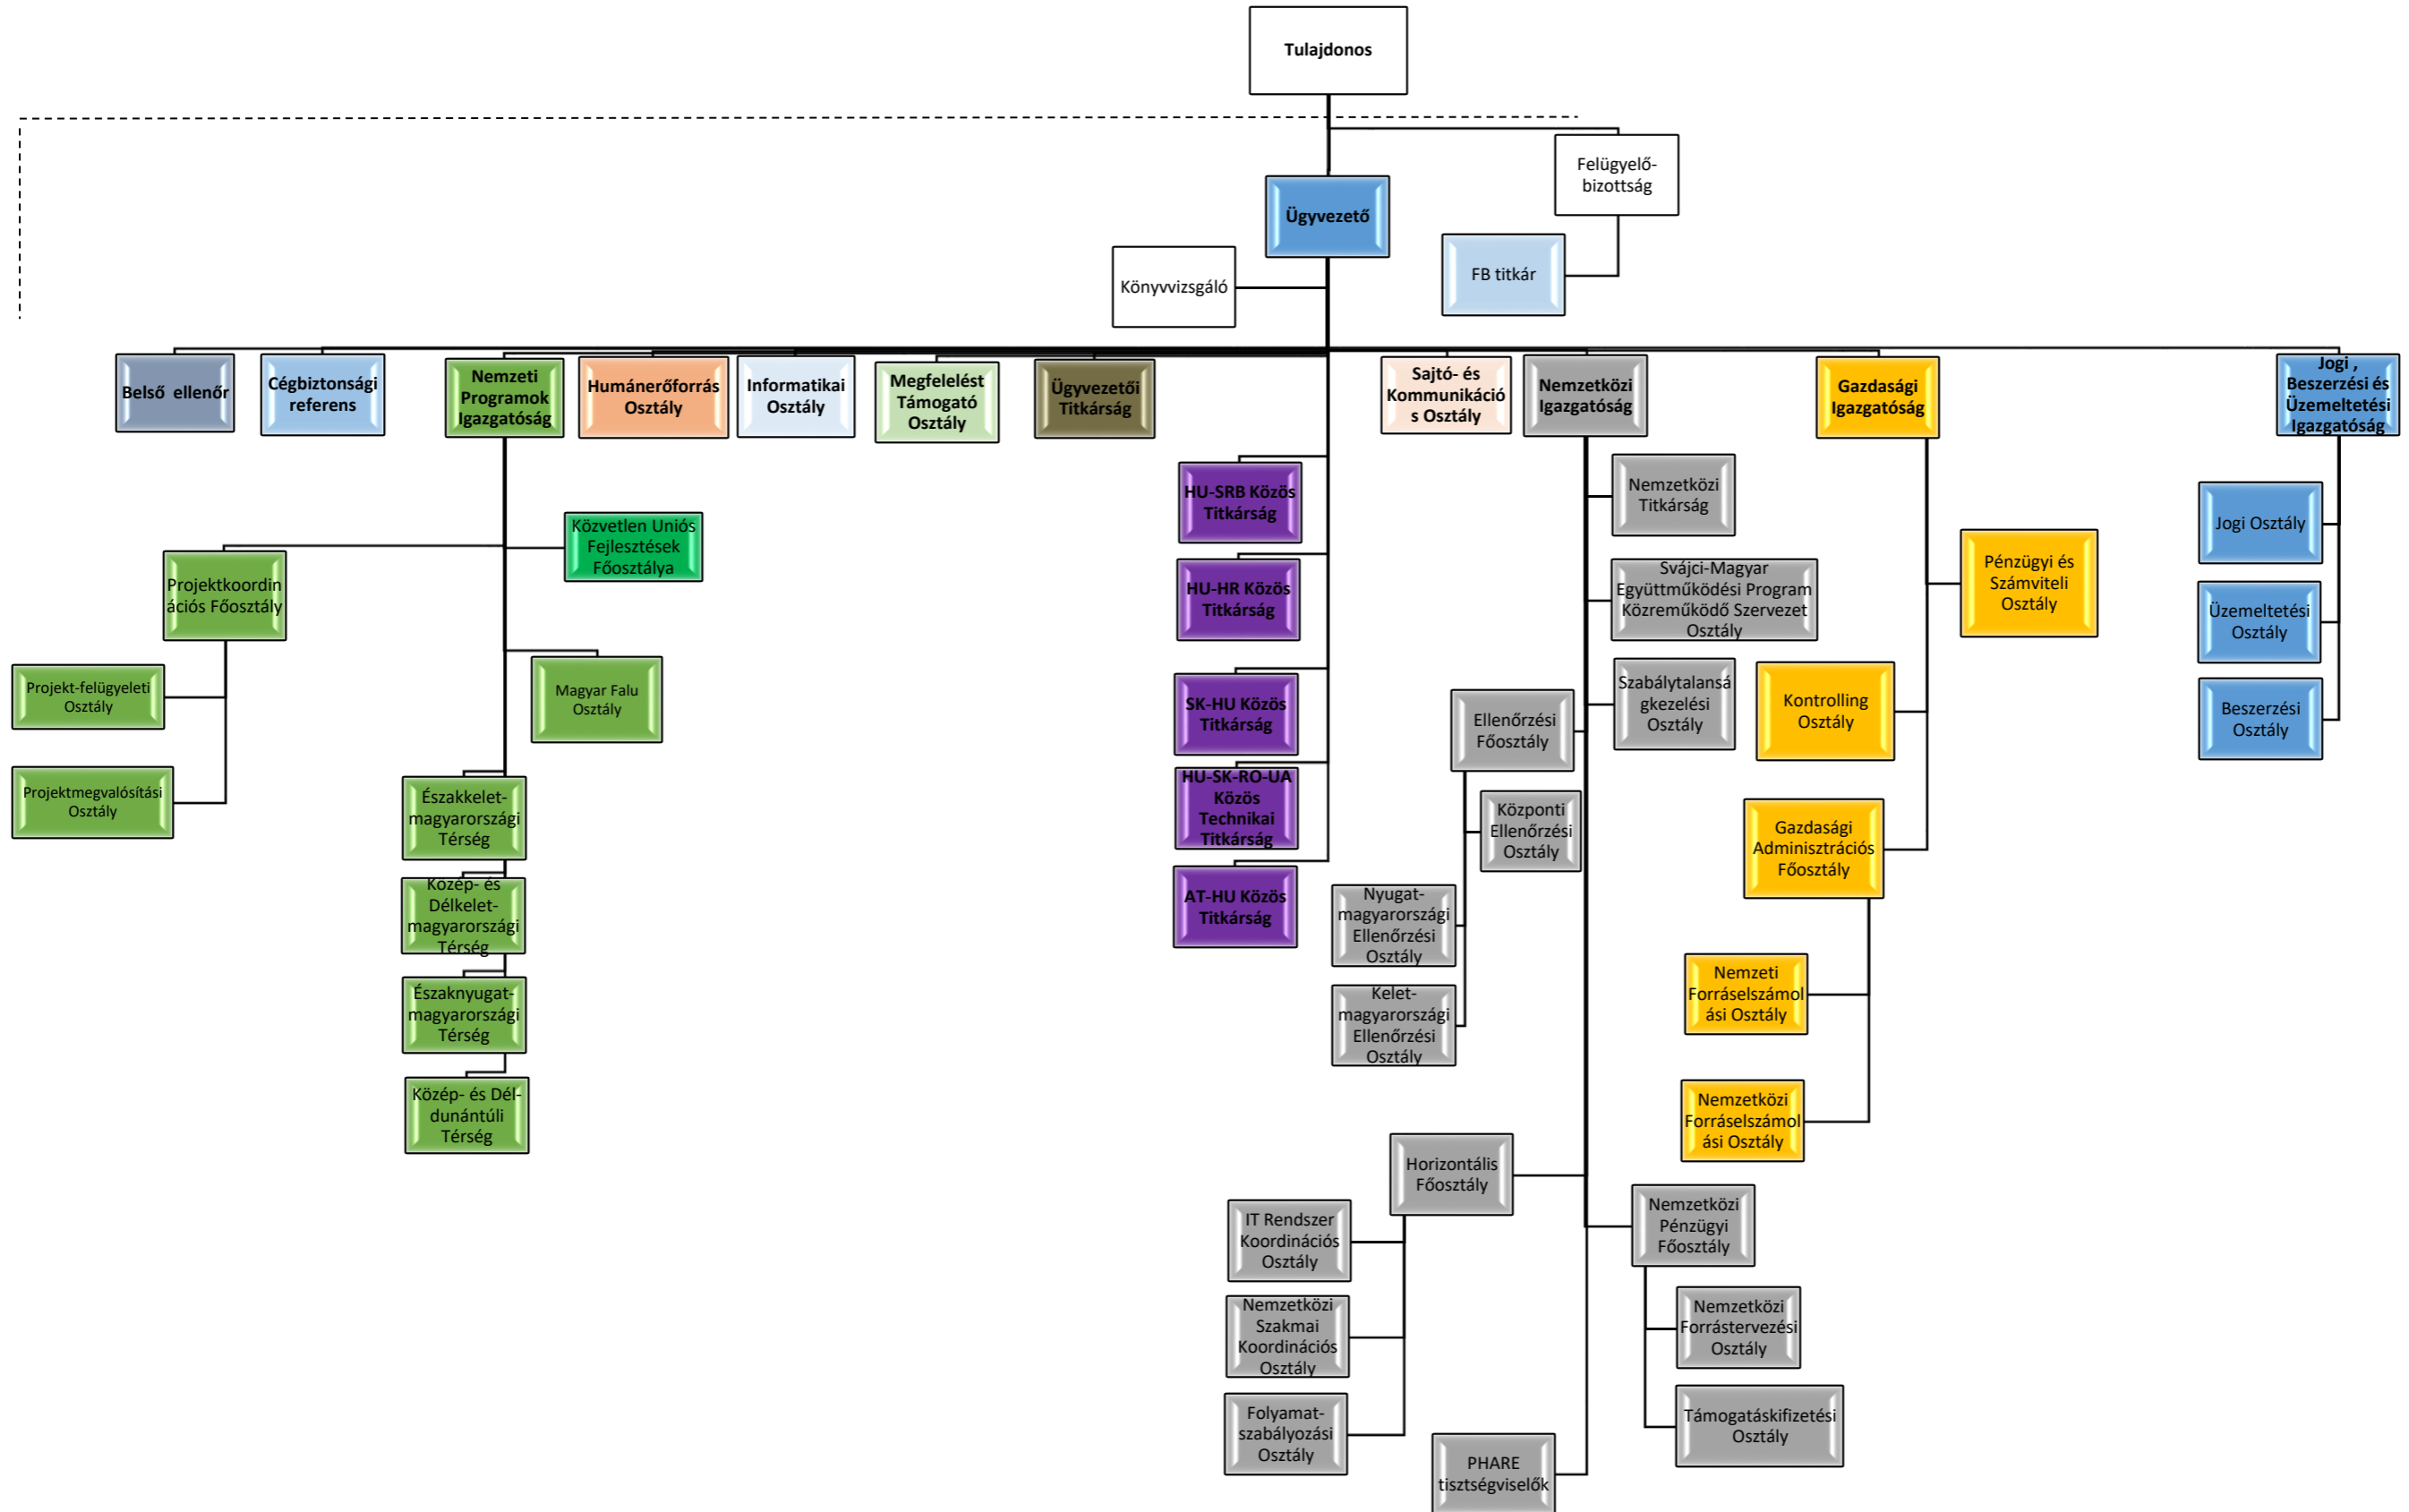 Tulajdonos
Felügyelő-
bizottság
Ügyvezető
FB titkár
Könyvvizsgáló
Belső  ellenőr
Cégbiztonsági
referens
Nemzeti
Programok
Igazgatóság
Humánerőforrás
Osztály
Informatikai
Osztály
Megfelelést
Támogató
Osztály
Ügyvezetői
Titkárság
Sajtó- és
Kommunikáció
s Osztály
Nemzetközi
Igazgatóság
Gazdasági
Igazgatóság
Jogi ,
Beszerzési és
Üzemeltetési
Igazgatóság
Közvetlen Uniós
Fejlesztések
Főosztálya
Projektkoordin
ációs Főosztály
Projekt-felügyeleti
Osztály
Projektmegvalósítási
Osztály
Magyar Falu
Osztály
Északkelet-
magyarországi
Térség
Közép- és
Délkelet-
magyarországi
Térség
Északnyugat-
magyarországi
Térség
Közép- és Dél-
dunántúli
Térség
HU-SRB Közös
Titkárság
HU-HR Közös
Titkárság
SK-HU Közös
Titkárság
HU-SK-RO-UA
Közös
Technikai
Titkárság
AT-HU Közös
Titkárság
Nemzetközi
Titkárság
Svájci-Magyar
Együttműködési Program
Közreműködő Szervezet
Osztály
Szabálytalansá
gkezelési
Osztály
Ellenőrzési
Főosztály
Központi
Ellenőrzési
Osztály
Nyugat-
magyarországi
Ellenőrzési
Osztály
Kelet-
magyarországi
Ellenőrzési
Osztály
Horizontális
Főosztály
IT Rendszer
Koordinációs
Osztály
Nemzetközi
Szakmai
Koordinációs
Osztály
Folyamat-
szabályozási
Osztály
PHARE
tisztségviselők
Nemzetközi
Pénzügyi
Főosztály
Nemzetközi
Forrástervezési
Osztály
Támogatáskifizetési
Osztály
Pénzügyi és
Számviteli
Osztály
Kontrolling
Osztály
Gazdasági
Adminisztrációs
Főosztály
Nemzeti
Forráselszámol
ási Osztály
Nemzetközi
Forráselszámol
ási Osztály
Jogi Osztály
Üzemeltetési
Osztály
Beszerzési
Osztály